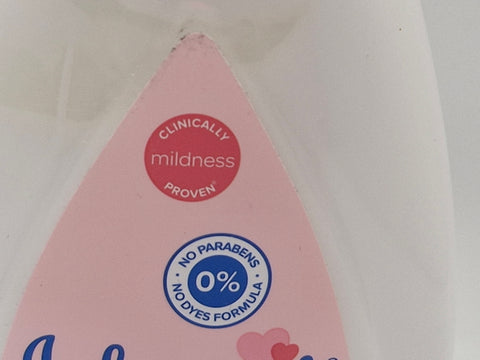 CLINICALLY
mildness
PROVEN°
NO PARABENS
0%
NO DYES FORMULA